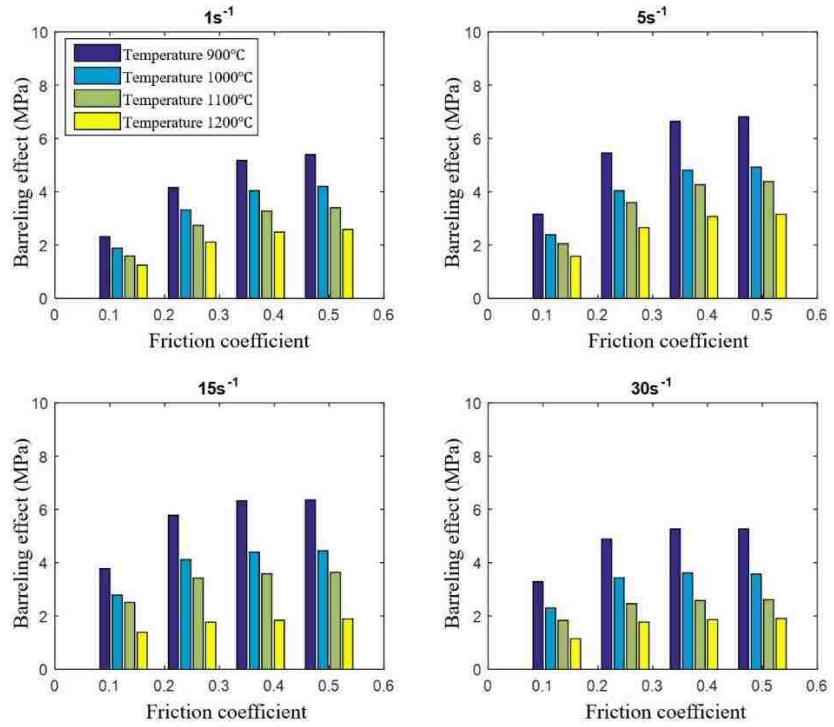 1s-1
10
8
6
4
2
0
Barreling effect (MPa)
Temperature 900℃
Temperature 1000℃
Temperature 1100℃
Temperature 1200℃
0 0.1 0.2 0.3 0.4 0.5 0.6
Friction coefficient
5s-1
10
8
6
4
2
0
Barreling effect (MPa)
0 0.1 0.2 0.3 0.4 0.5 0.6
Friction coefficient
15s-1
10
8
6
4
2
0
Barreling effect (MPa)
0 0.1 0.2 0.3 0.4 0.5 0.6
Friction coefficient
30s-1
10
8
6
4
2
0
Barreling effect (MPa)
0 0.1 0.2 0.3 0.4 0.5 0.6
Friction coefficient